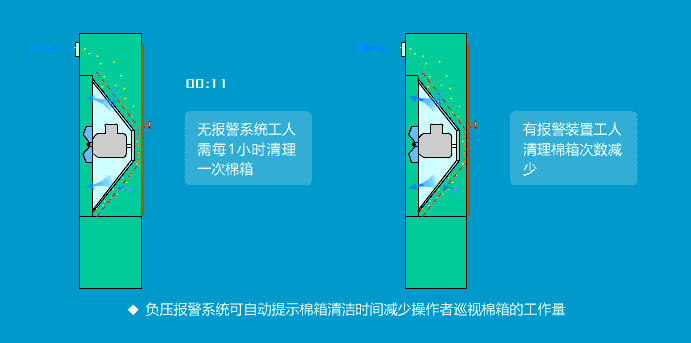 00:11
无报警系统工人
需每1小时清理
一次棉箱
有报警装置工人
清理棉箱次数减
少
◆ 负压报警系统可自动提示棉箱清洁时间减少操作者巡视棉箱的工作量